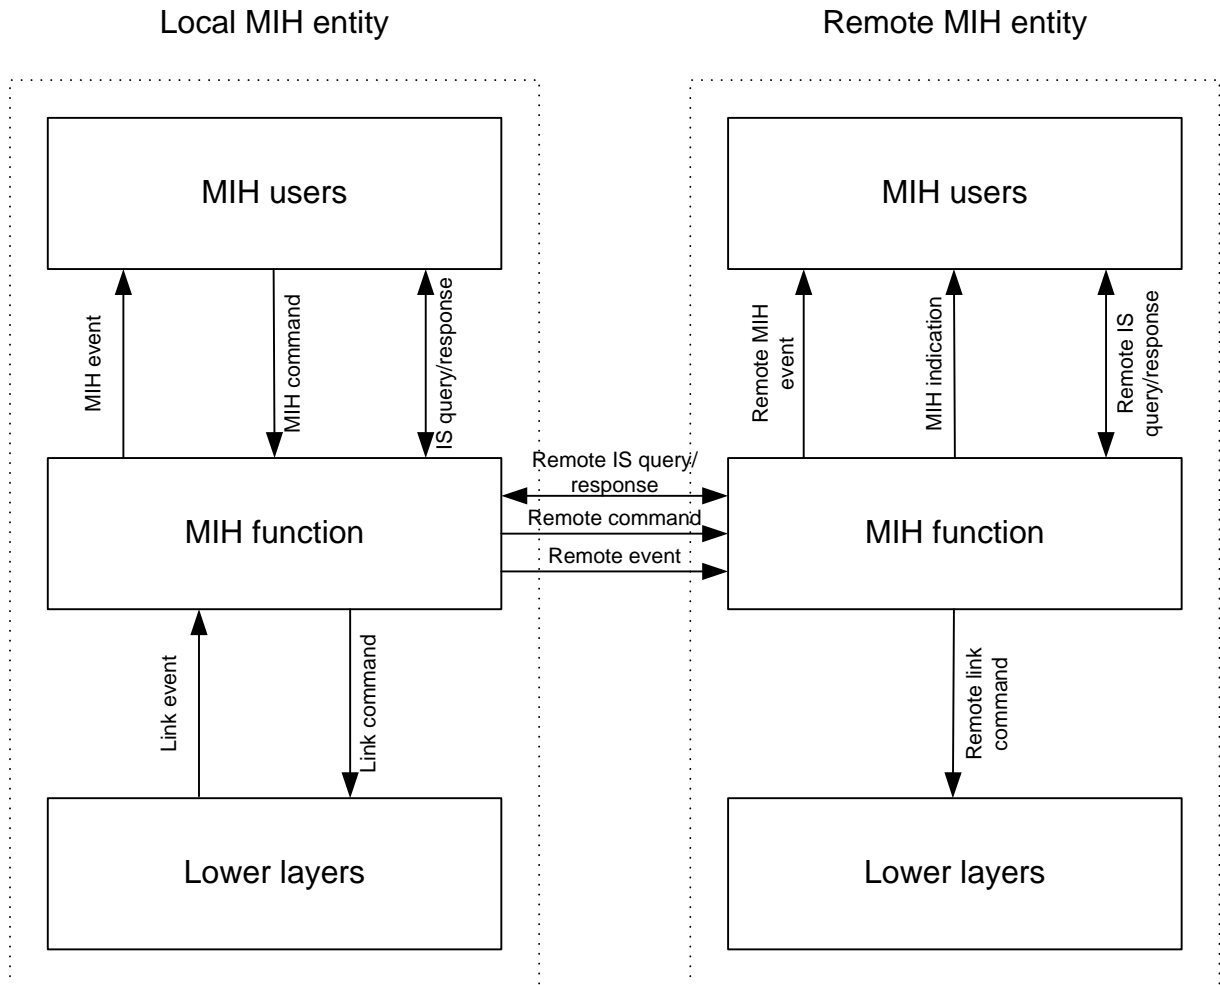 Local MIH entity
Remote MIH entity
MIH users
MIH users
MIH event
MIH command
IS query/response
Remote MIH
event
MIH indication
Remote IS
query/response
Remote IS query/
response
Remote command
Remote event
MIH function
MIH function
Link event
Link command
Remote link
command
Lower layers
Lower layers